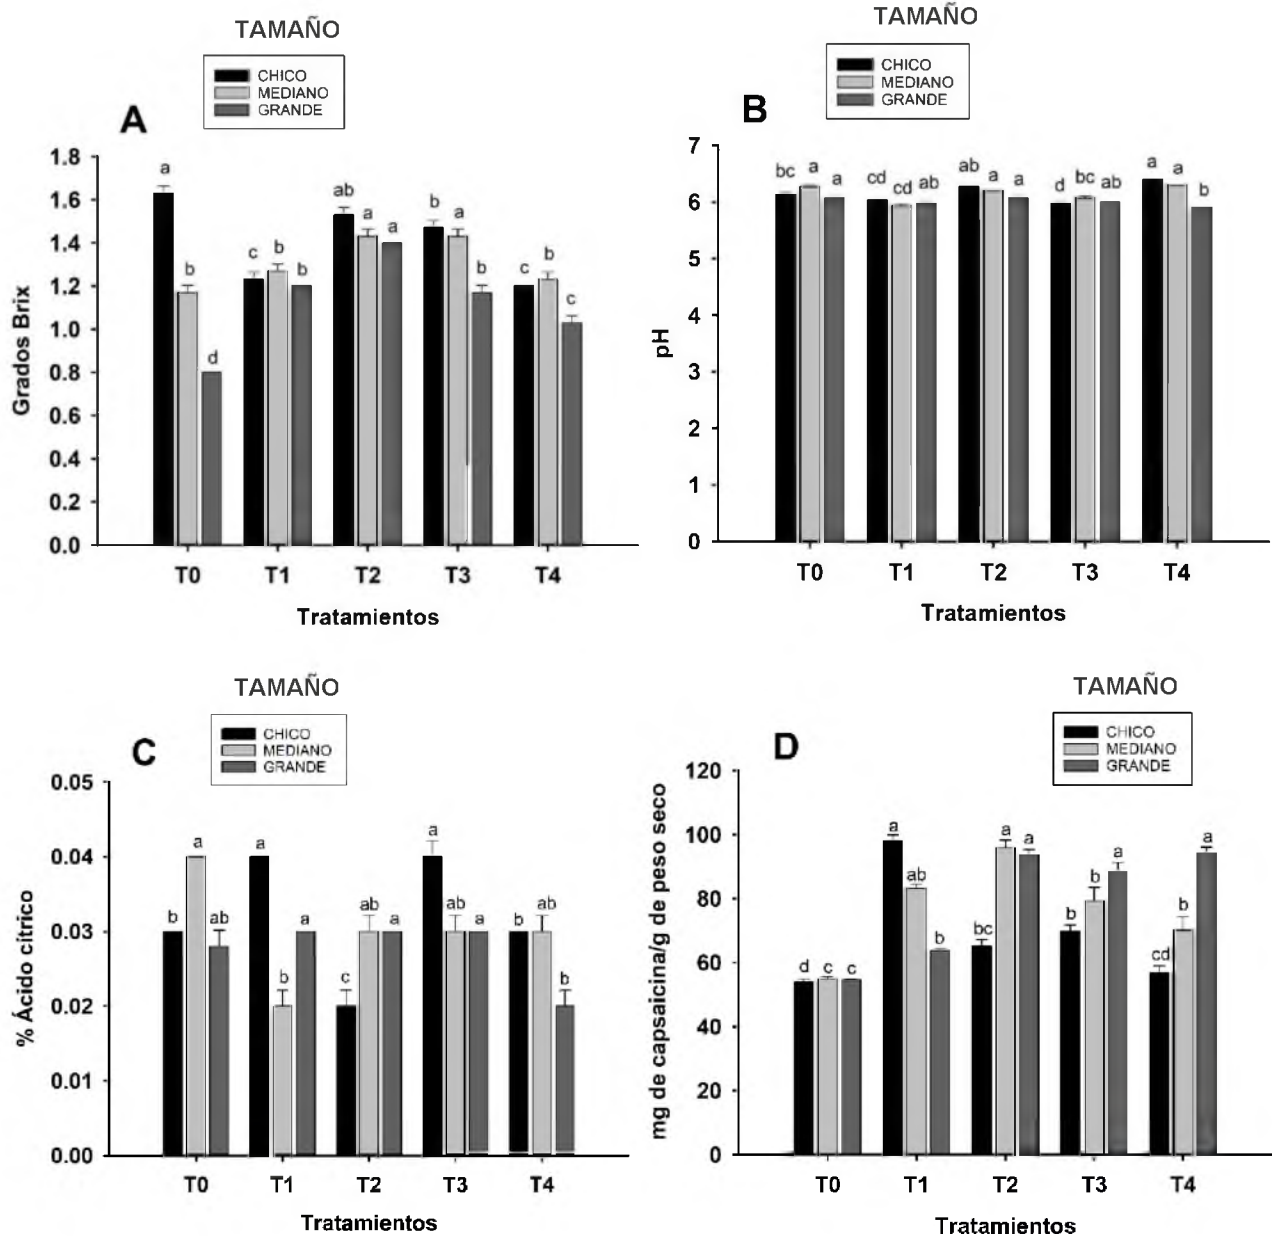 TAMAÑO
CHICO
MEDIANO
GRANDE
A
1.8
1.6
1.4
1.2
1.0
0.8
0.6
0.4
0.2
0.0
Grados Brix
a b d
c b b
ab a a
b a b
c b c
T0 T1 T2 T3 T4
Tratamientos
TAMAÑO
CHICO
MEDIANO
GRANDE
B
7
6
5
4
3
2
1
0
pH
bc a a
cd cd ab
ab a a
d bc ab
a a b
T0 T1 T2 T3 T4
Tratamientos
TAMAÑO
CHICO
MEDIANO
GRANDE
C
0.05
0.04
0.03
0.02
0.01
0.00
% Ácido cítrico
b a ab
a b a
c ab a
a ab a
b ab b
T0 T1 T2 T3 T4
Tratamientos
TAMAÑO
CHICO
MEDIANO
GRANDE
D
120
100
80
60
40
20
0
mg de capsaicina/g de peso seco
d c c
a ab b
bc a a
b b a
cd b a
T0 T1 T2 T3 T4
Tratamientos